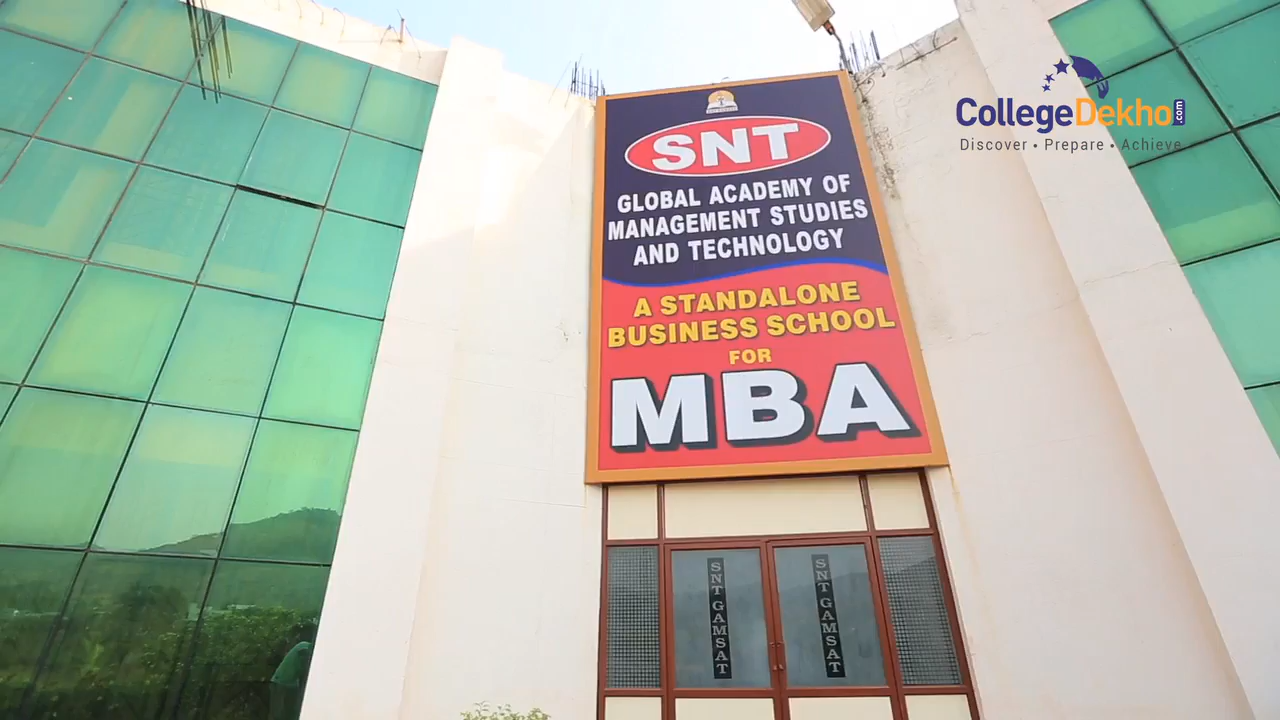 SNT
GLOBAL ACADEMY OF
MANAGEMENT STUDIES
AND TECHNOLOGY
A STANDALONE
BUSINESS SCHOOL
FOR
MBA
SNT GAMSAT
SNT GAMSAT
CollegeDekho.com
Discover • Prepare • Achieve